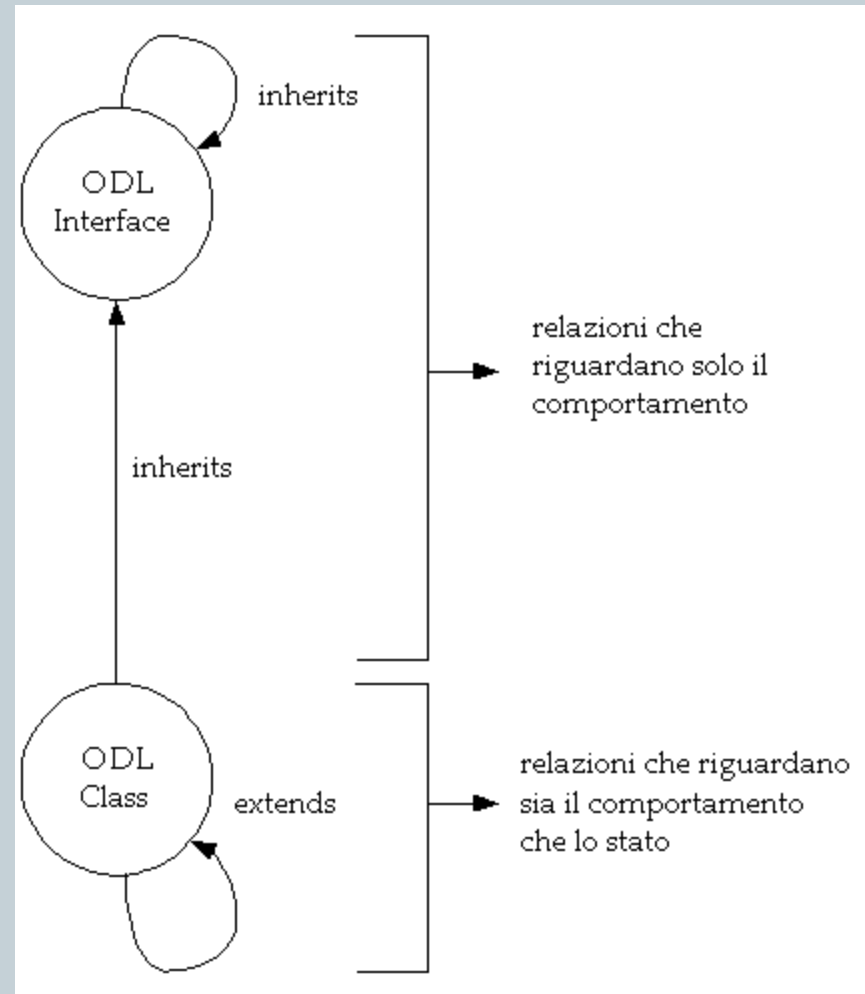 inherits
ODL
Interface
relazioni che
riguardano solo il
comportamento
inherits
ODL
Class
extends
relazioni che riguardano
sia il comportamento
che lo stato